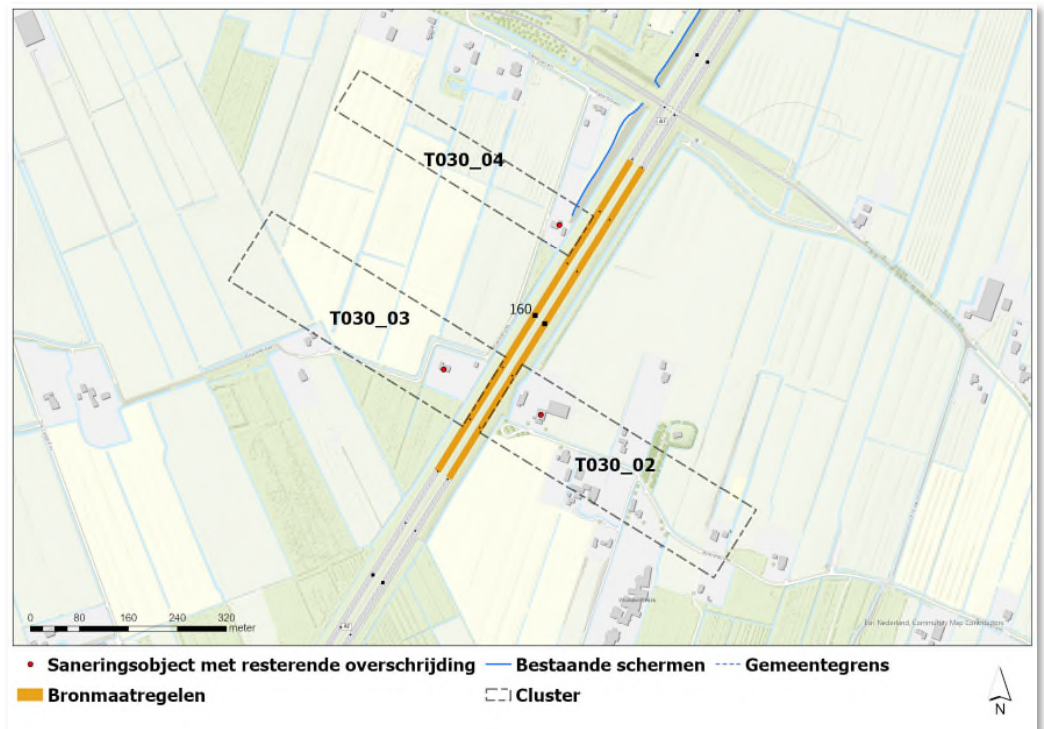 T030_04
T030_03
160
T030_02
0 80 160 240 320
meter
Esri Nederland, Community Map Contributors
• Saneringsobject met resterende overschrijding Bestaande schermen Gemeentegrens
Bronmaatregelen Cluster
N